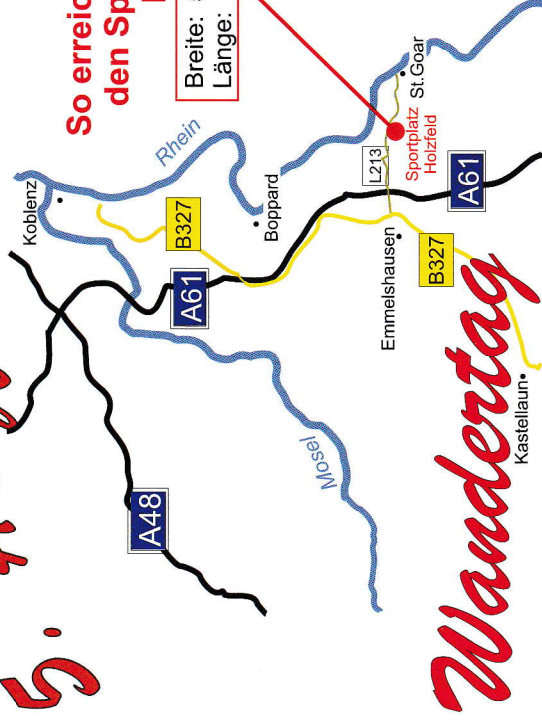 So erreic
den Sp
Breite:
Länge:
Koblenz
Rhein
B327
Boppard
A61
L213
St.Goar
Sportplatz
Holzfeld
A61
Emmelshausen
B327
A48
Mosel
Kastellaun
Wandertag